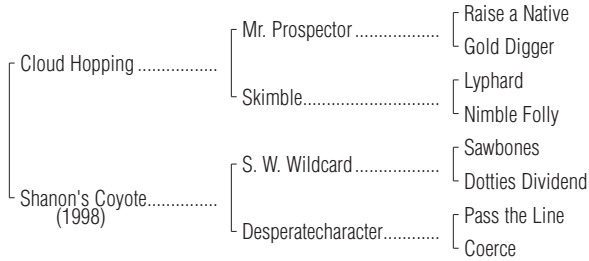 Raise a Native
Mr. Prospector ..................
Gold Digger
Cloud Hopping .................
Lyphard
Skimble.............................
Nimble Folly
Sawbones
S. W. Wildcard ..................
Dotties Dividend
Shanon's Coyote...............
(1998)
Pass the Line
Desperatecharacter............
Coerce